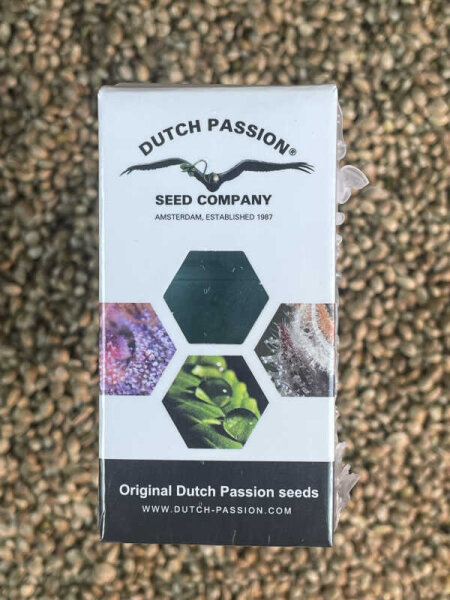 DUTCH PASSION®
SEED COMPANY
AMSTERDAM, ESTABLISHED 1987
Original Dutch Passion seeds
WWW.DUTCH-PASSION.COM